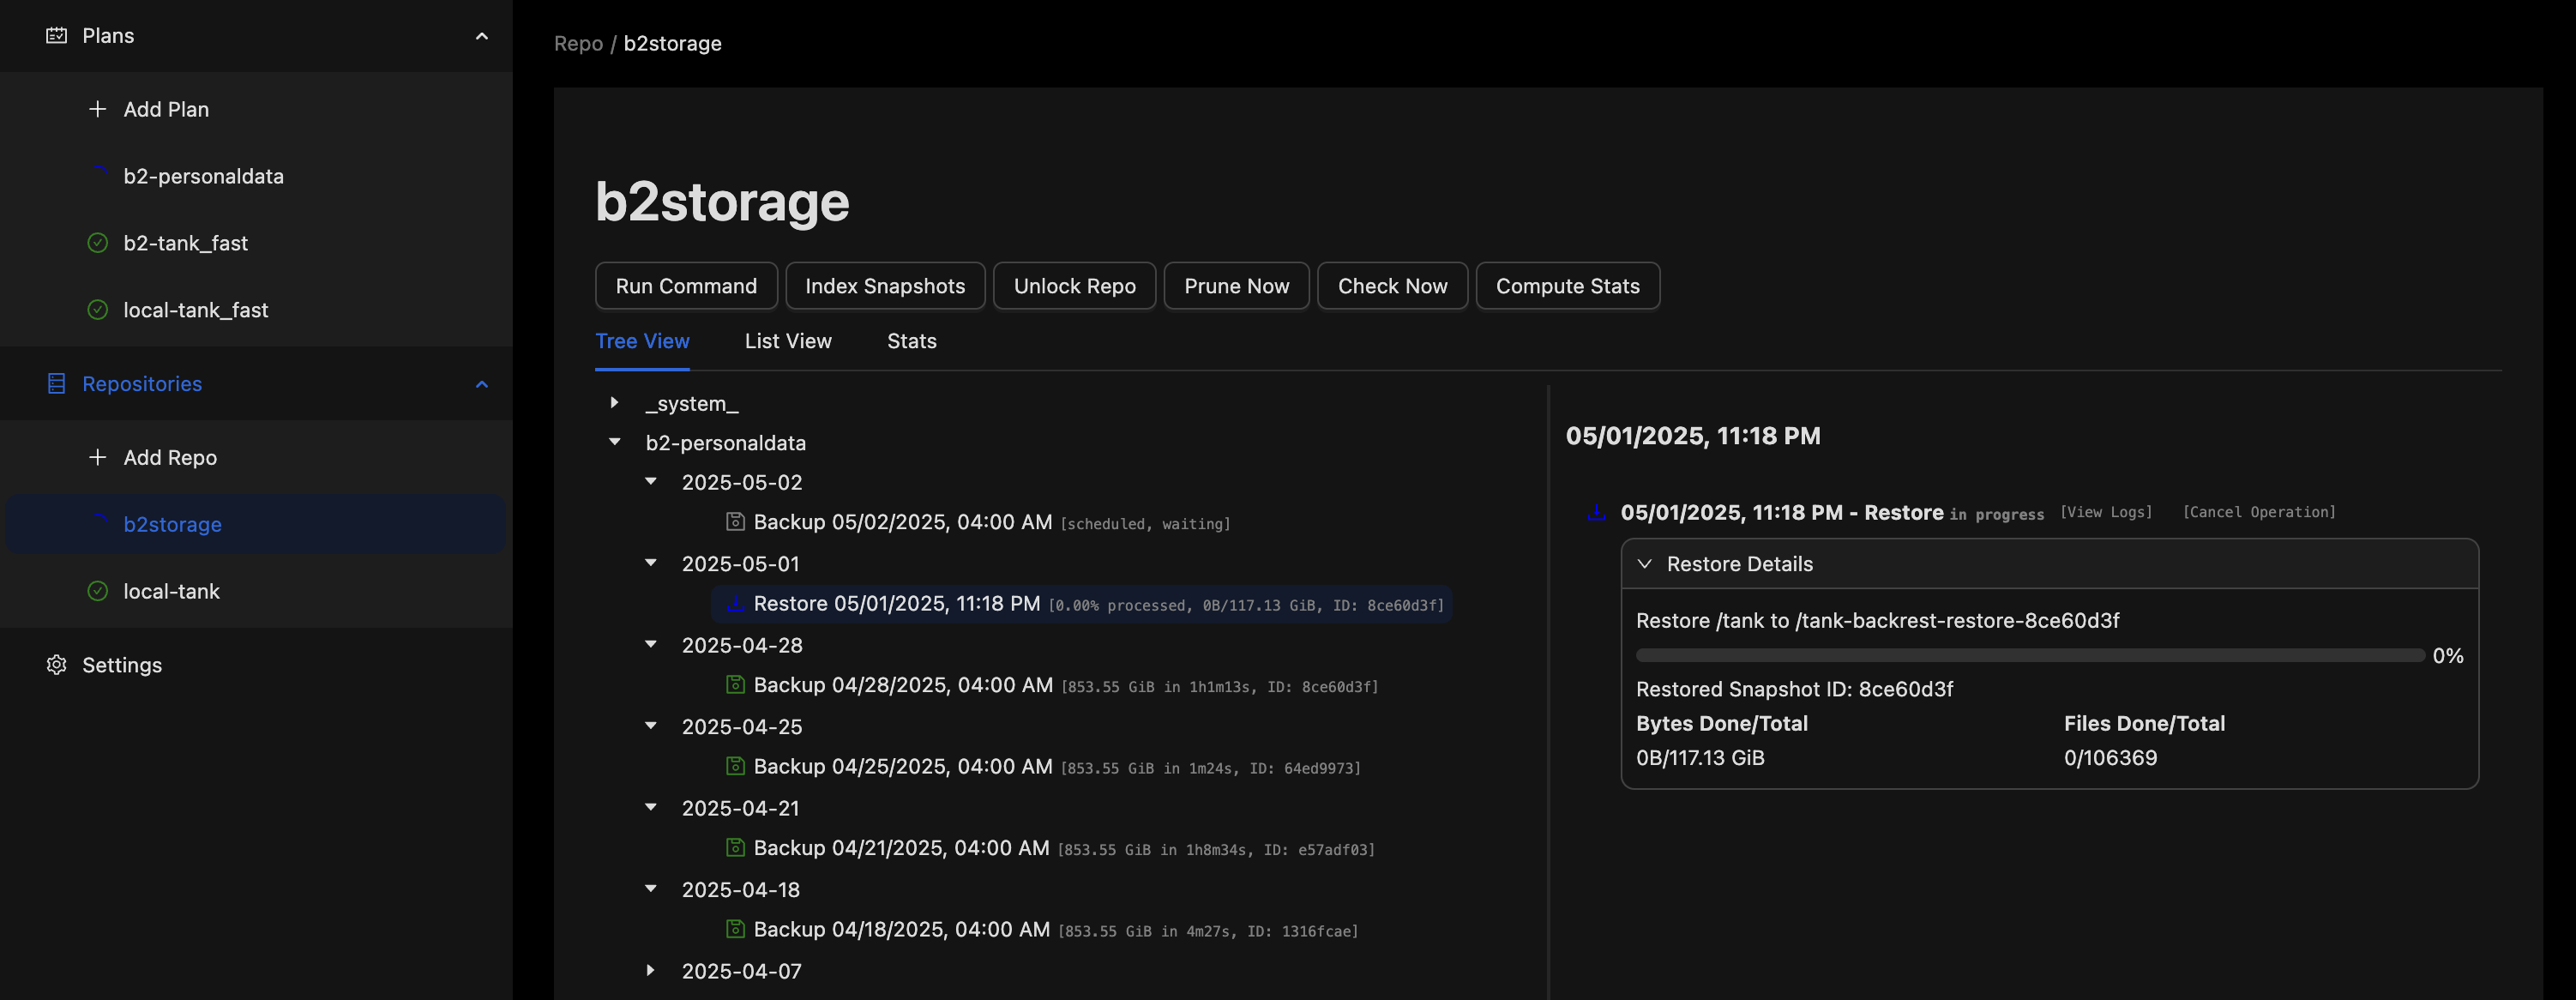 Plans
Add Plan
b2-personaldata
b2-tank_fast
local-tank_fast
Repositories
Add Repo
b2storage
local-tank
Settings
Repo / b2storage
b2storage
Run Command Index Snapshots Unlock Repo Prune Now Check Now Compute Stats
Tree View List View Stats
_system_
b2-personaldata
2025-05-02
Backup 05/02/2025, 04:00 AM [scheduled, waiting]
2025-05-01
Restore 05/01/2025, 11:18 PM [0.00% processed, 0B/117.13 GiB, ID: 8ce60d3f]
2025-04-28
Backup 04/28/2025, 04:00 AM [853.55 GiB in 1h1m13s, ID: 8ce60d3f]
2025-04-25
Backup 04/25/2025, 04:00 AM [853.55 GiB in 1m24s, ID: 64ed9973]
2025-04-21
Backup 04/21/2025, 04:00 AM [853.55 GiB in 1h8m34s, ID: e57adf03]
2025-04-18
Backup 04/18/2025, 04:00 AM [853.55 GiB in 4m27s, ID: 1316fcae]
2025-04-07
05/01/2025, 11:18 PM
05/01/2025, 11:18 PM - Restore in progress [View Logs] [Cancel Operation]
Restore Details
Restore /tank to /tank-backrest-restore-8ce60d3f
0%
Restored Snapshot ID: 8ce60d3f
Bytes Done/Total Files Done/Total
0B/117.13 GiB 0/106369